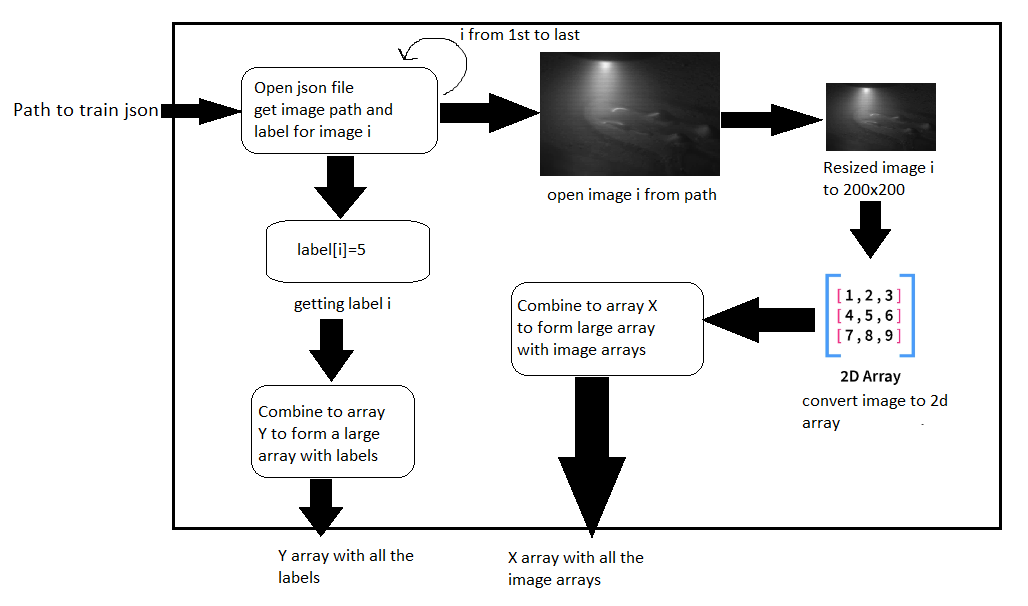 i from 1st to last
Path to train json
Open json file
get image path and
label for image i
open image i from path
Resized image i
to 200x200
label[i]=5
getting label i
Combine to array X
to form large array
with image arrays
[1,2,3]
[4,5,6]
[7,8,9]
2D Array
convert image to 2d
array
Combine to array
Y to form a large
array with labels
Y array with all the
labels
X array with all the
image arrays